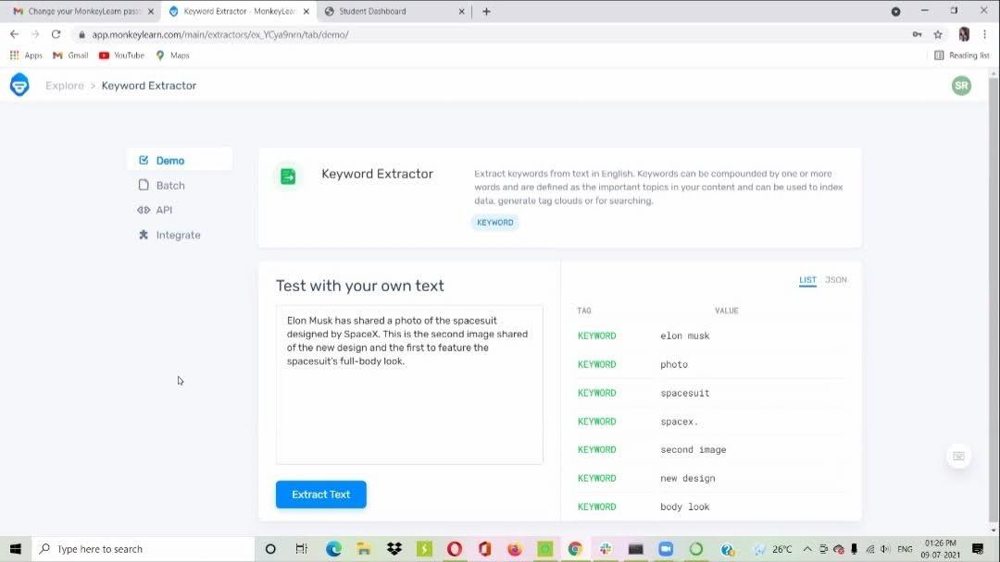 Change your MonkeyLearn pass
Keyword Extractor - MonkeyLear
Student Dashboard
app.monkeylearn.com/main/extractors/ex_YCya9nrn/tab/demo/
Apps
Gmail
YouTube
Maps
Reading list
Explore > Keyword Extractor
SR
Demo
Batch
API
Integrate
Keyword Extractor
Extract keywords from text in English. Keywords can be compounded by one or more
words and are defined as the important topics in your content and can be used to index
data, generate tag clouds or for searching.
KEYWORD
Test with your own text
Elon Musk has shared a photo of the spacesuit
designed by SpaceX. This is the second image shared
of the new design and the first to feature the
spacesuit's full-body look.
Extract Text
LIST JSON
TAG VALUE
KEYWORD elon musk
KEYWORD photo
KEYWORD spacesuit
KEYWORD spacex.
KEYWORD second image
KEYWORD new design
KEYWORD body look
Type here to search
26°C
ENG
01:26 PM
09-07-2021